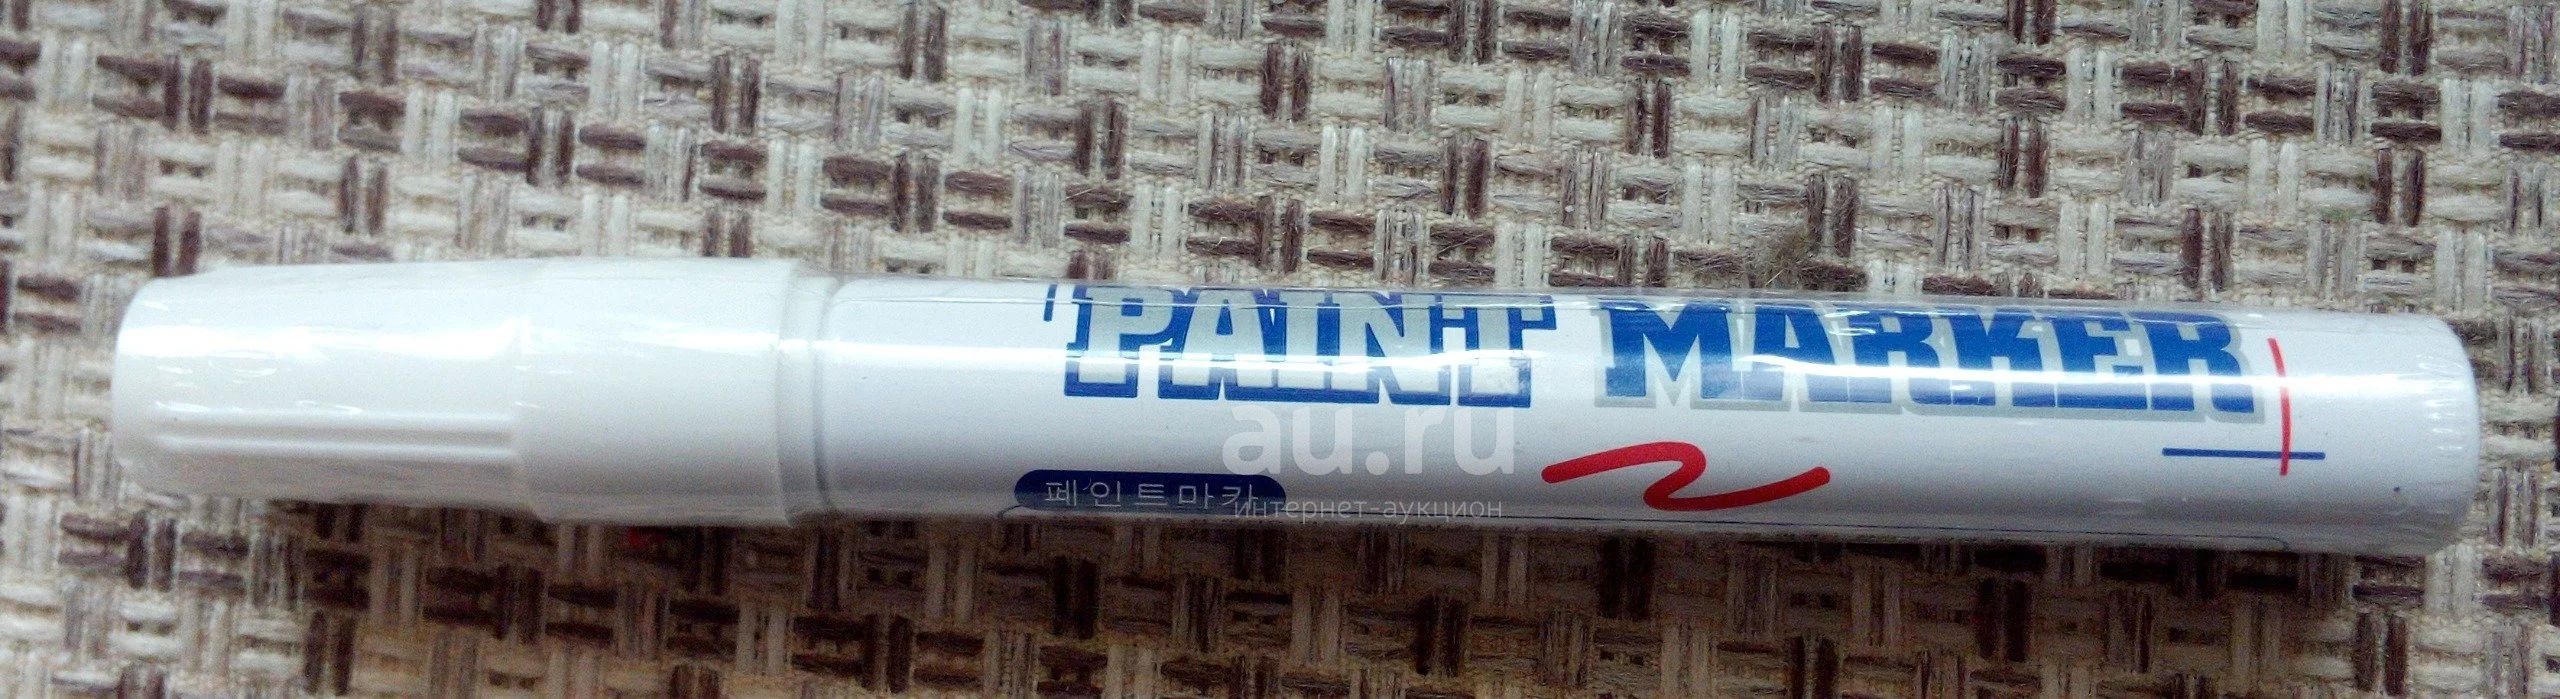 PAINT MARKER
au.ru
페인트마카
интернет-аукцион